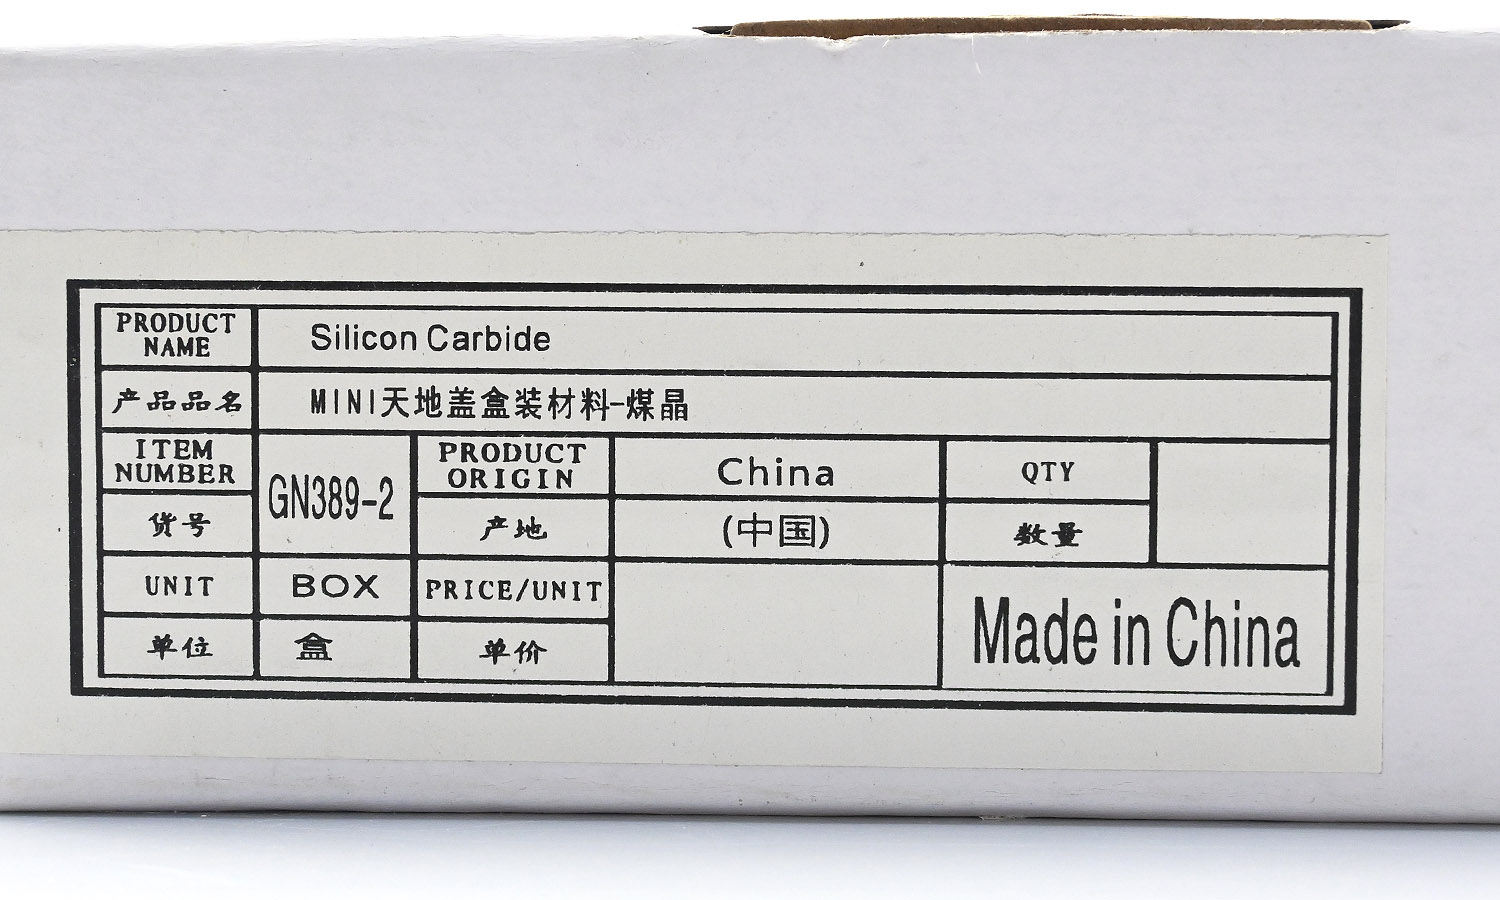 PRODUCT
NAME
Silicon Carbide
产品品名
MINI天地盖盒装材料-煤晶
ITEM
NUMBER
货号
GN389-2
PRODUCT
ORIGIN
产地
China
(中国)
QTY
数量
UNIT
单位
BOX
盒
PRICE/UNIT
单价
Made in China